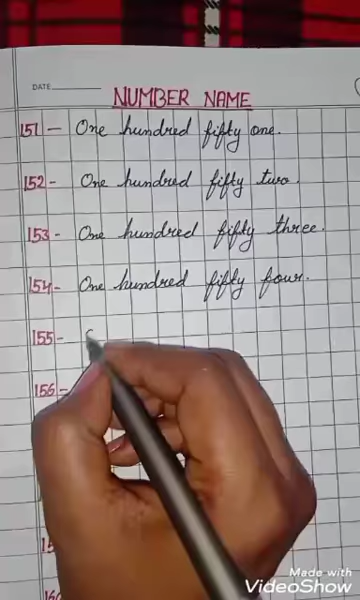 DATE
NUMBER NAME
151 - One hundred fifty one.
152 - One hundred fifty two.
153 - One hundred fifty three.
154 - One hundred fifty four.
155 -
156 -
Made with
VideoShow